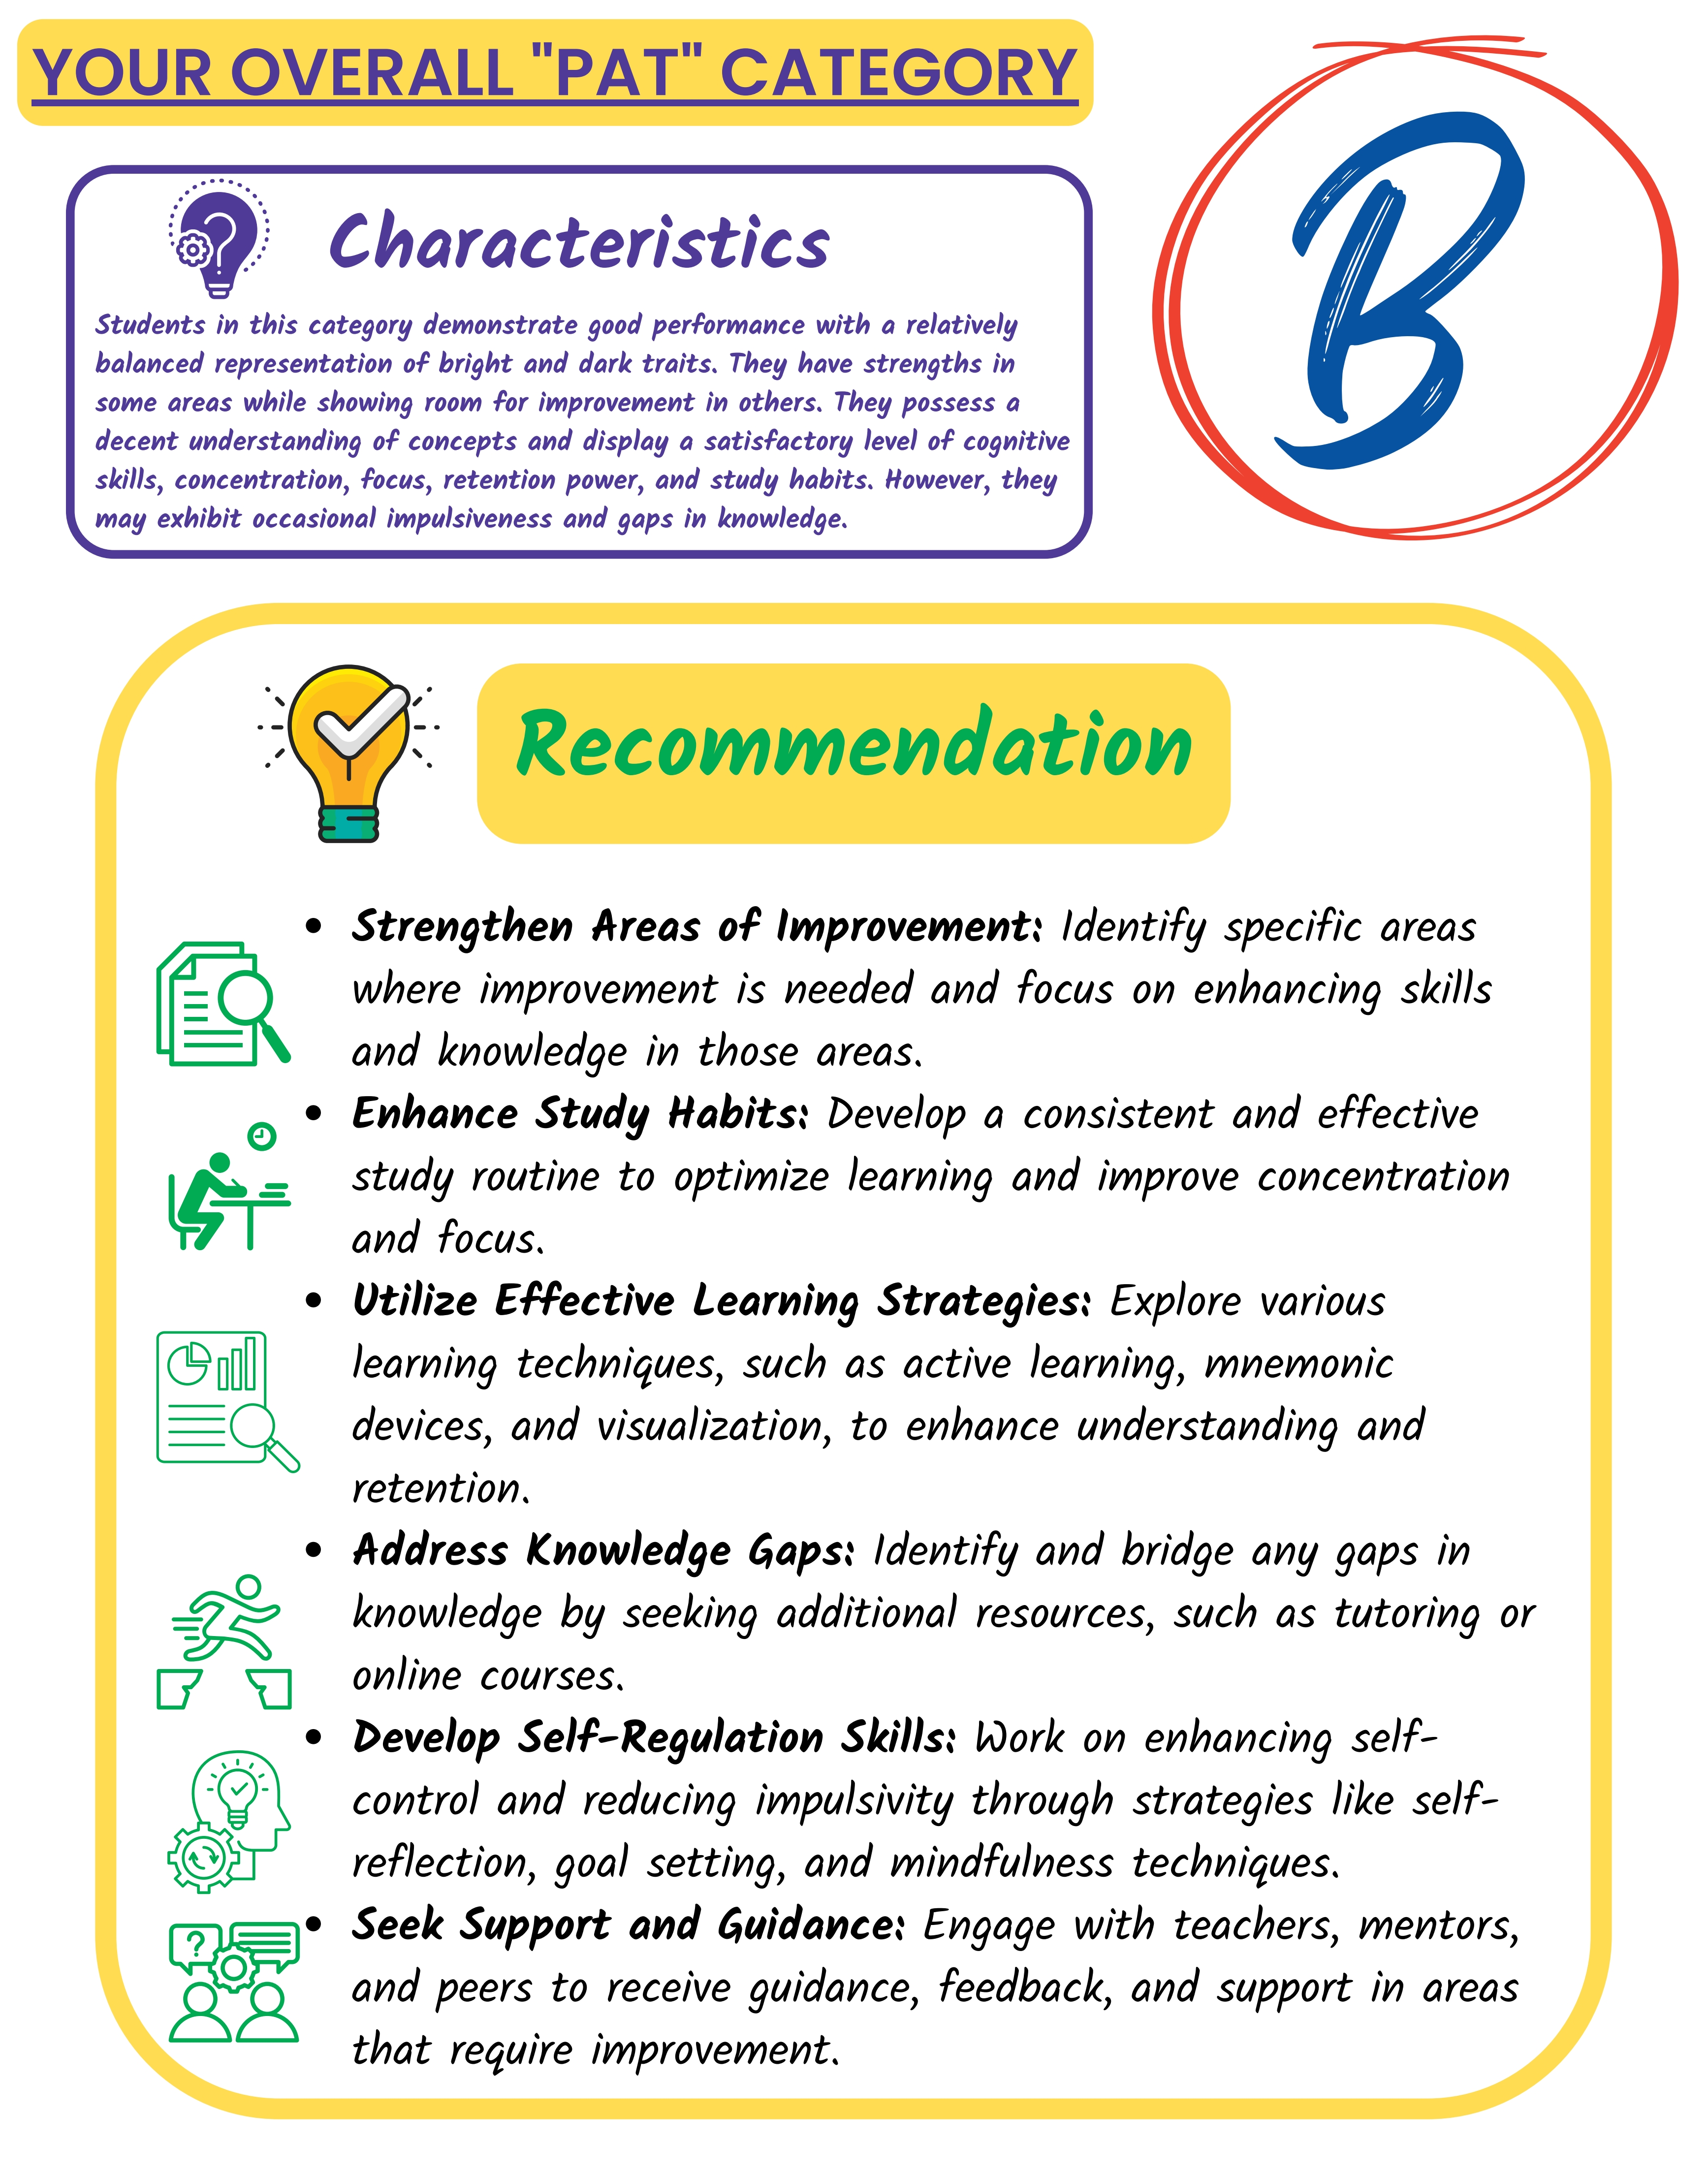 YOUR OVERALL "PAT" CATEGORY
B
Characteristics
Students in this category demonstrate good performance with a relatively
balanced representation of bright and dark traits. They have strengths in
some areas while showing room for improvement in others. They possess a
decent understanding of concepts and display a satisfactory level of cognitive
skills, concentration, focus, retention power, and study habits. However, they
may exhibit occasional impulsiveness and gaps in knowledge.
Recommendation
• Strengthen Areas of Improvement: Identify specific areas
where improvement is needed and focus on enhancing skills
and knowledge in those areas.
• Enhance Study Habits: Develop a consistent and effective
study routine to optimize learning and improve concentration
and focus.
• Utilize Effective Learning Strategies: Explore various
learning techniques, such as active learning, mnemonic
devices, and visualization, to enhance understanding and
retention.
• Address Knowledge Gaps: Identify and bridge any gaps in
knowledge by seeking additional resources, such as tutoring or
online courses.
• Develop Self-Regulation Skills: Work on enhancing self-
control and reducing impulsivity through strategies like self-
reflection, goal setting, and mindfulness techniques.
• Seek Support and Guidance: Engage with teachers, mentors,
and peers to receive guidance, feedback, and support in areas
that require improvement.